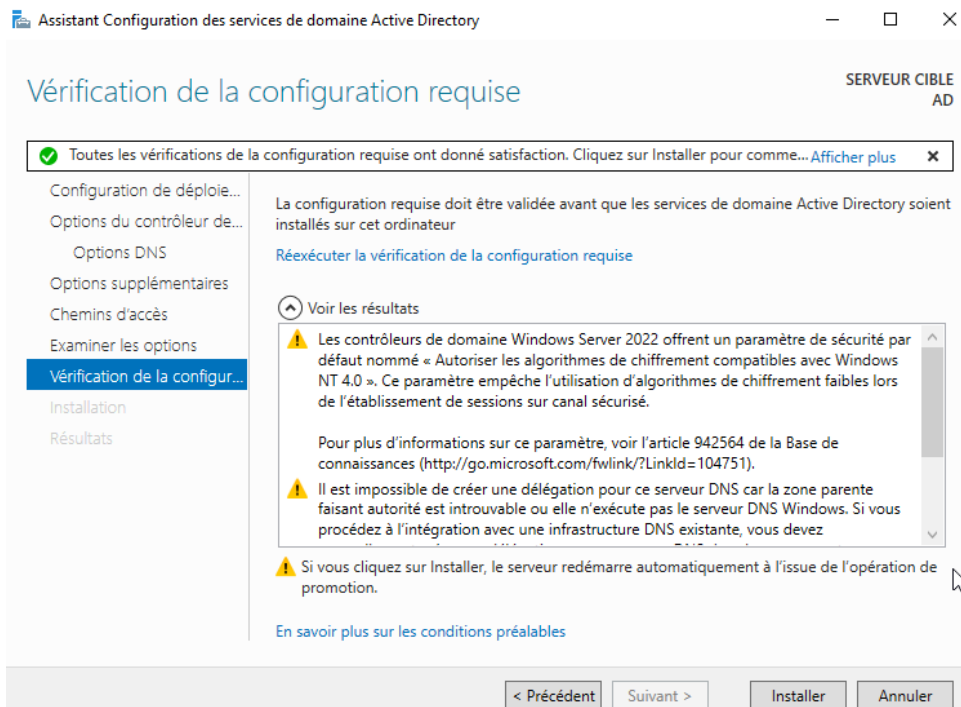 Assistant Configuration des services de domaine Active Directory
Vérification de la configuration requise
SERVEUR CIBLE
AD
Toutes les vérifications de la configuration requise ont donné satisfaction. Cliquez sur Installer pour comme... Afficher plus
Configuration de déploie...
Options du contrôleur de...
Options DNS
Options supplémentaires
Chemins d'accès
Examiner les options
Vérification de la configur...
Installation
Résultats
La configuration requise doit être validée avant que les services de domaine Active Directory soient
installés sur cet ordinateur
Réexécuter la vérification de la configuration requise
Voir les résultats
Les contrôleurs de domaine Windows Server 2022 offrent un paramètre de sécurité par
défaut nommé « Autoriser les algorithmes de chiffrement compatibles avec Windows
NT 4.0 ». Ce paramètre empêche l'utilisation d'algorithmes de chiffrement faibles lors
de l'établissement de sessions sur canal sécurisé.
Pour plus d'informations sur ce paramètre, voir l'article 942564 de la Base de
connaissances (http://go.microsoft.com/fwlink/?LinkId=104751).
Il est impossible de créer une délégation pour ce serveur DNS car la zone parente
faisant autorité est introuvable ou elle n'exécute pas le serveur DNS Windows. Si vous
procédez à l'intégration avec une infrastructure DNS existante, vous devez
Si vous cliquez sur Installer, le serveur redémarre automatiquement à l'issue de l'opération de
promotion.
En savoir plus sur les conditions préalables
< Précédent
Suivant >
Installer
Annuler